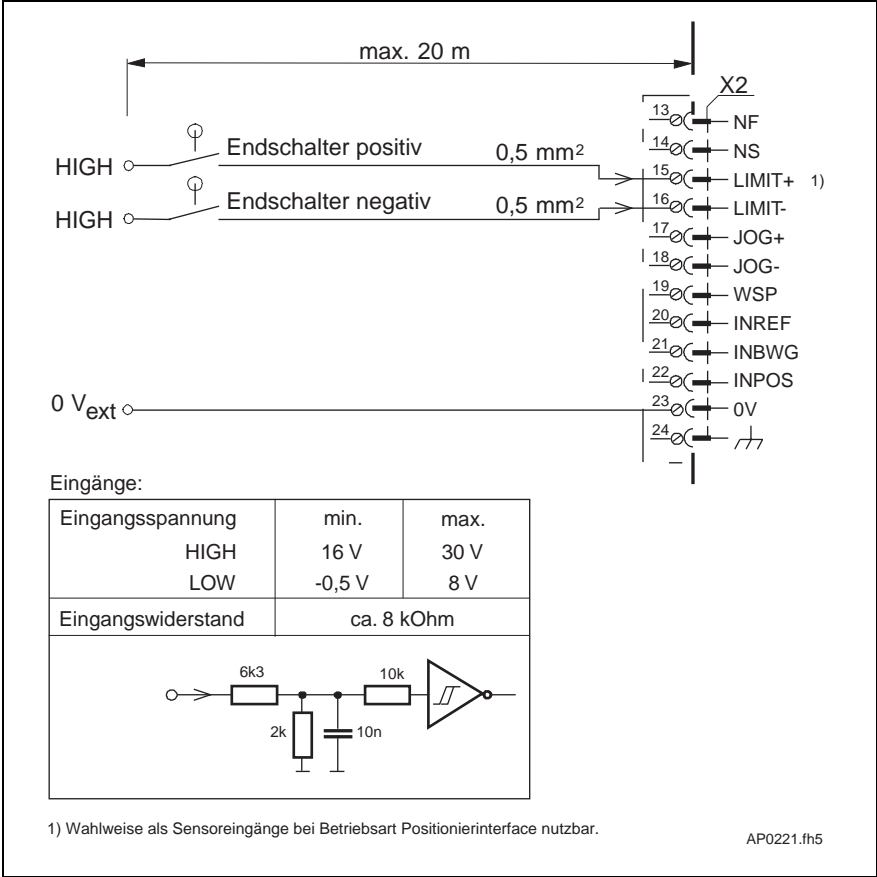 max. 20 m
X2
13 NF
14 NS
HIGH Endschalter positiv 0,5 mm² 15 LIMIT+ 1)
HIGH Endschalter negativ 0,5 mm² 16 LIMIT-
17 JOG+
18 JOG-
19 WSP
20 INREF
21 INBWG
22 INPOS
0 Vext 23 0V
24
Eingänge:
Eingangsspannung min. max.
HIGH 16 V 30 V
LOW -0,5 V 8 V
Eingangswiderstand ca. 8 kOhm
6k3 10k
2k 10n
1) Wahlweise als Sensoreingänge bei Betriebsart Positionierinterface nutzbar.
AP0221.fh5